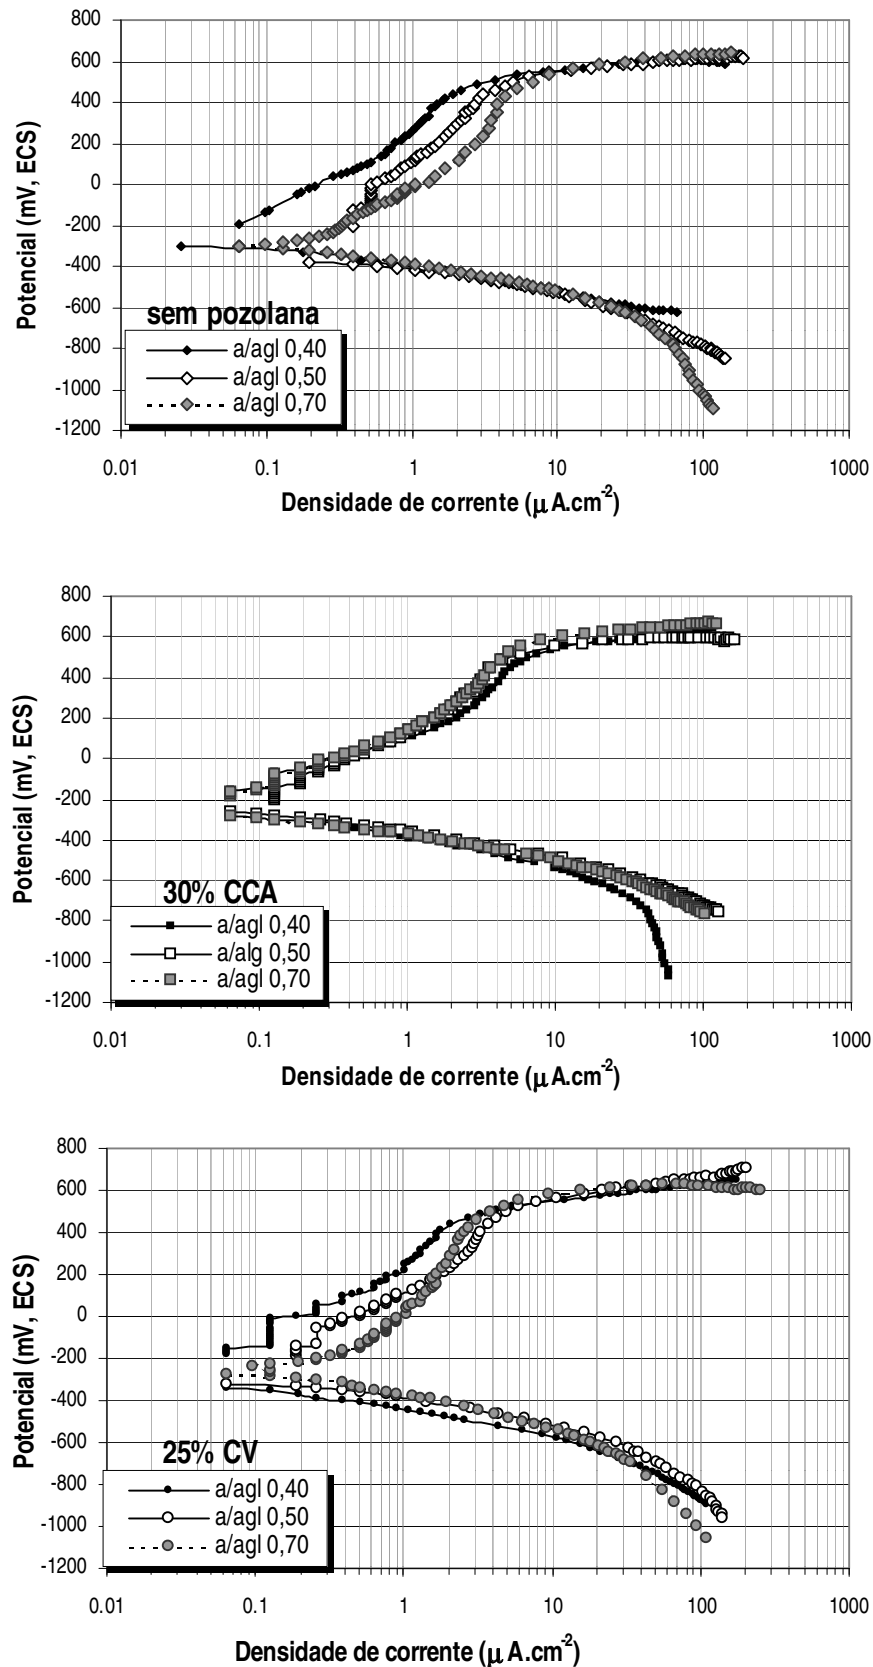 800
600
400
200
0
-200
-400
-600
-800
-1000
-1200
Potencial (mV, ECS)
sem pozolana
a/agl 0,40
a/agl 0,50
a/agl 0,70
0.01 0.1 1 10 100 1000
Densidade de corrente (μ A.cm-2)
800
600
400
200
0
-200
-400
-600
-800
-1000
-1200
Potencial (mV, ECS)
30% CCA
a/agl 0,40
a/alg 0,50
a/agl 0,70
0.01 0.1 1 10 100 1000
Densidade de corrente (μ A.cm-2)
800
600
400
200
0
-200
-400
-600
-800
-1000
-1200
Potencial (mV, ECS)
25% CV
a/agl 0,40
a/agl 0,50
a/agl 0,70
0.01 0.1 1 10 100 1000
Densidade de corrente (μ A.cm-2)